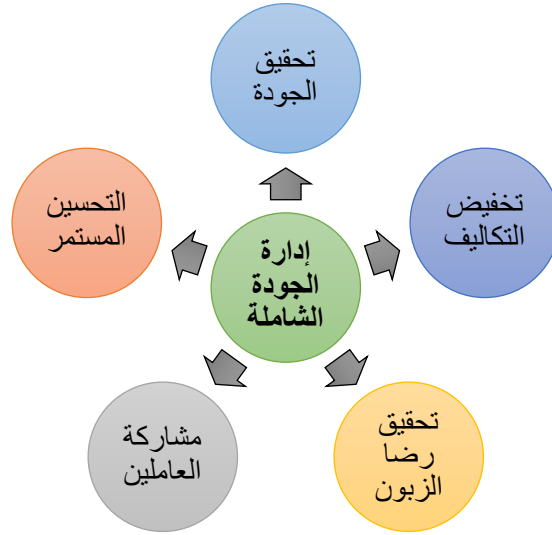 تحقيق
الجودة
تخفيض
التكاليف
التحسين
المستمر
إدارة
الجودة
الشاملة
تحقيق
رضا
الزبون
مشاركة
العاملين